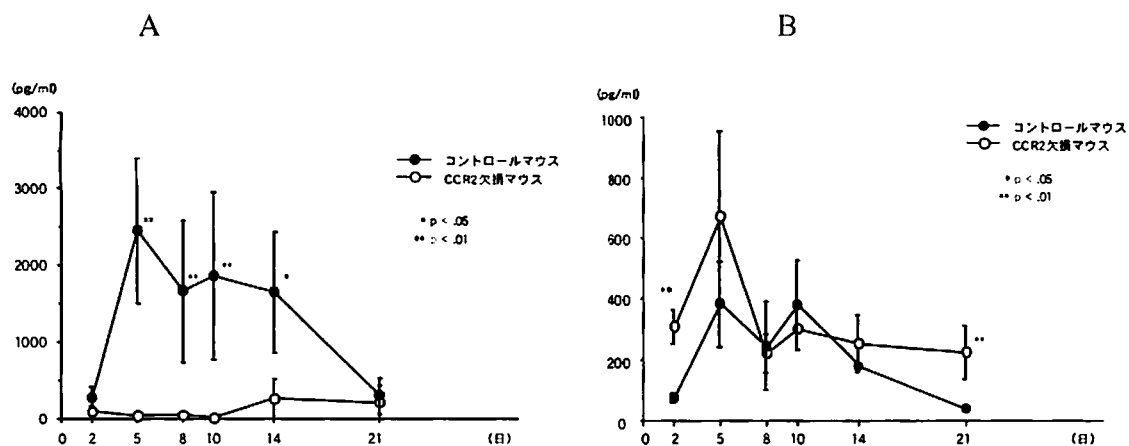 A
(pg/ml)
4000
3000
2000
1000
0
0 2 5 8 10 14 21 (日)
コントロールマウス
CCR2欠損マウス
* p < .05
** p < .01
**
**
**
*
B
(pg/ml)
1000
800
600
400
200
0
0 2 5 8 10 14 21 (日)
コントロールマウス
CCR2欠損マウス
* p < .05
** p < .01
**
**